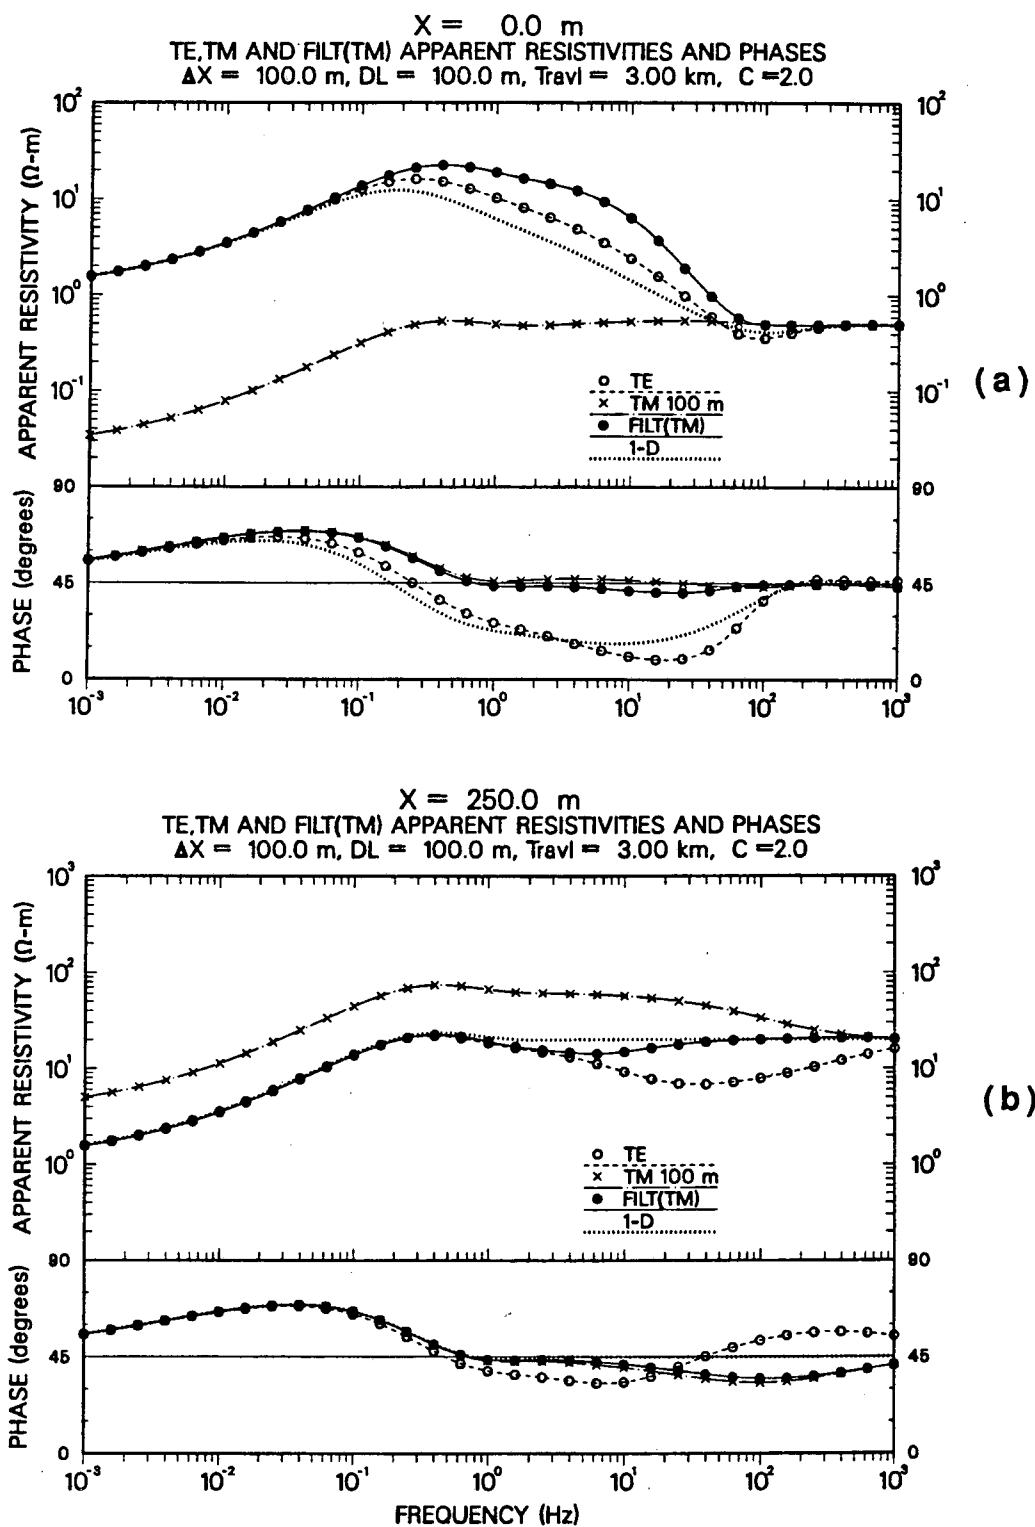 X = 0.0 m
TE,TM AND FILT(TM) APPARENT RESISTIVITIES AND PHASES
ΔX = 100.0 m, DL = 100.0 m, Travl = 3.00 km, C =2.0
10² 10²
10¹ 10¹
10⁰ 10⁰
10⁻¹ 10⁻¹
APPARENT RESISTIVITY (Ω-m)
TE
TM 100 m
FILT(TM)
1-D
(a)
90 90
45 45
0 0
PHASE (degrees)
10⁻³ 10⁻² 10⁻¹ 10⁰ 10¹ 10² 10³
X = 250.0 m
TE,TM AND FILT(TM) APPARENT RESISTIVITIES AND PHASES
ΔX = 100.0 m, DL = 100.0 m, Travl = 3.00 km, C =2.0
10³ 10³
10² 10²
10¹ 10¹
10⁰ 10⁰
APPARENT RESISTIVITY (Ω-m)
TE
TM 100 m
FILT(TM)
1-D
(b)
90 90
45 45
0 0
PHASE (degrees)
10⁻³ 10⁻² 10⁻¹ 10⁰ 10¹ 10² 10³
FREQUENCY (Hz)